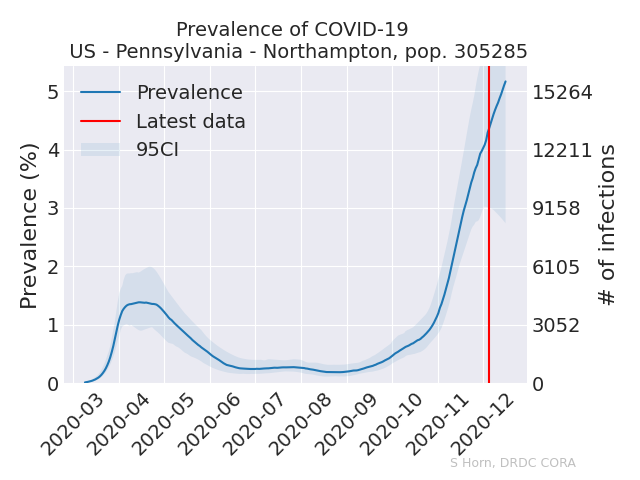 Prevalence of COVID-19
US - Pennsylvania - Northampton, pop. 305285
Prevalence
Latest data
95CI
Prevalence (%)
5
4
3
2
1
0
15264
12211
9158
6105
3052
0
# of infections
2020-03
2020-04
2020-05
2020-06
2020-07
2020-08
2020-09
2020-10
2020-11
2020-12
S Horn, DRDC CORA